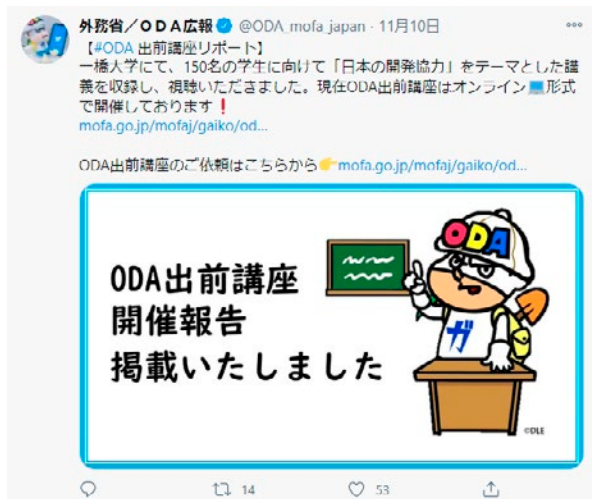 外務省／ＯＤＡ広報 @ODA_mofa_japan · 11月10日
【#ODA 出前講座リポート】
一橋大学にて、150名の学生に向けて「日本の開発協力」をテーマとした講
義を収録し、視聴いただきました。現在ODA出前講座はオンライン💻形式
で開催しております❗
mofa.go.jp/mofaj/gaiko/od...
ODA出前講座のご依頼はこちらから👉mofa.go.jp/mofaj/gaiko/od...
ODA
ODA出前講座
開催報告
掲載いたしました
ガ
©DLE
14
53